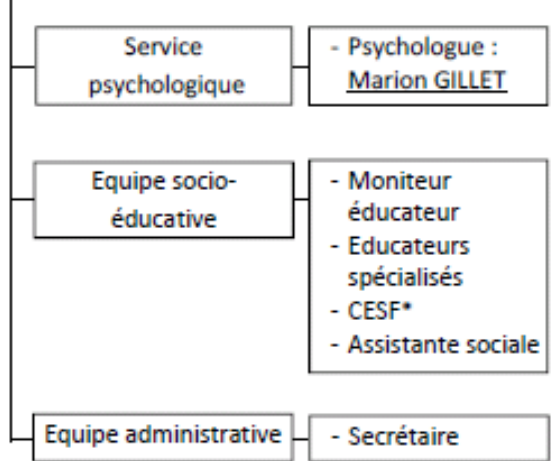 Service
psychologique
- Psychologue :
Marion GILLET
Equipe socio-
éducative
- Moniteur
éducateur
- Educateurs
spécialisés
- CESF*
- Assistante sociale
Equipe administrative
- Secrétaire